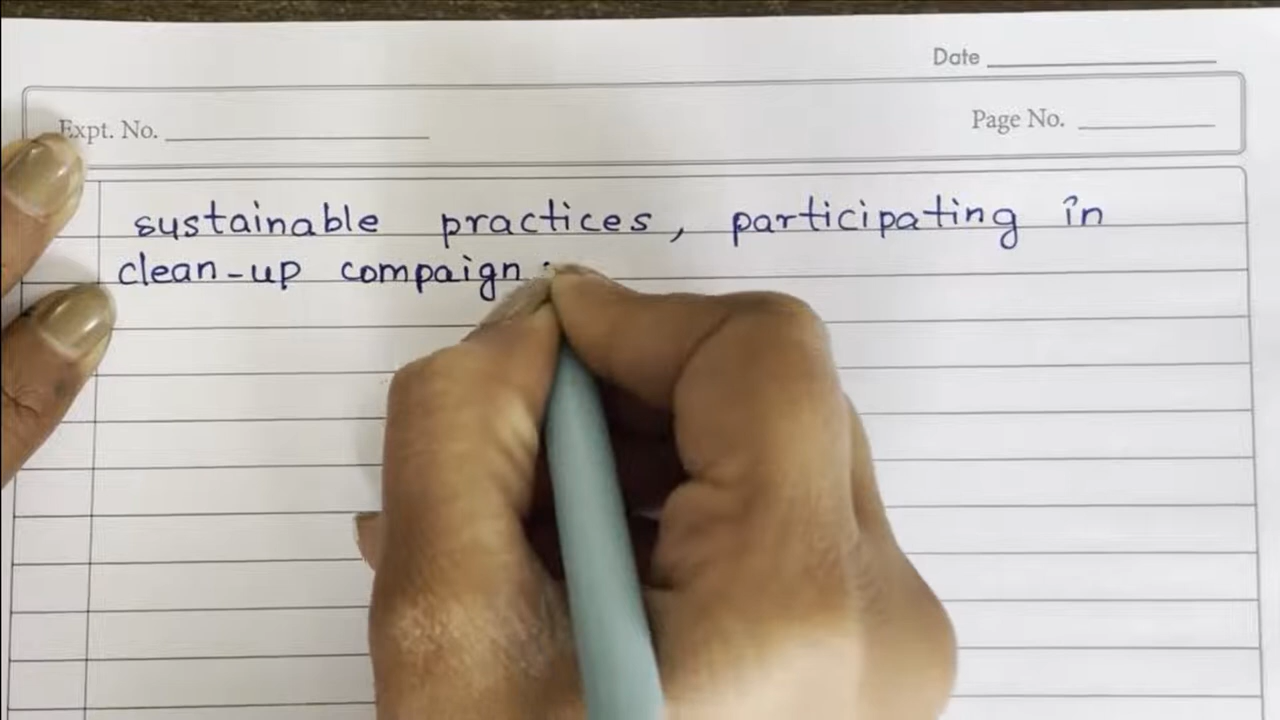 Date
Expt. No.
Page No.
sustainable practices, participating in
clean-up compaign